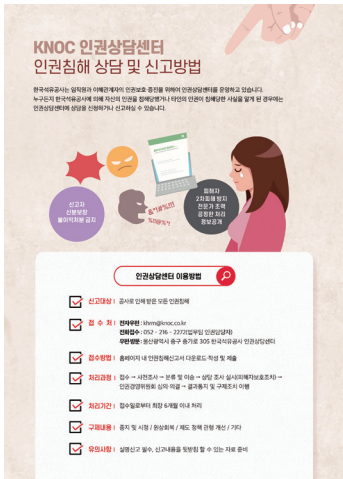 KNOC 인권상담센터
인권침해 상담 및 신고방법
한국석유공사는 임직원과 이해관계자의 인권보호·증진을 위하여 인권상담센터를 운영하고 있습니다.
누구든지 한국석유공사에 의해 자신의 인권을 침해당했거나 타인의 인권이 침해당한 사실을 알게 된 경우에는
인권상담센터에 상담을 신청하거나 신고하실 수 있습니다.
신고자
신분보장
불이익처분 금지
피해자
2차피해 방지
전문가 조력
공정한 처리
정보공개
인권상담센터 이용방법
신고대상 : 공사로 인해 받은 모든 인권침해
접 수 처 : 전자우편 : khrm@knoc.co.kr
전화접수 : 052 - 216 - 2272(법무팀 인권담당자)
우편·방문 : 울산광역시 중구 종가로 305 한국석유공사 인권상담센터
접수방법 : 홈페이지 내 인권침해신고서 다운로드·작성 및 제출
처리과정 : 접수 → 사전조사 → 분류 및 이송 → 상담·조사 실시(피해자보호조치) →
인권경영위원회 심의·의결 → 결과통지 및 구제조치 이행
처리기간 : 접수일로부터 최장 6개월 이내 처리
구제내용 : 중지 및 시정 / 원상회복 / 제도·정책·관행 개선 / 기타
유의사항 : 실명신고 필수, 신고내용을 뒷받침 할 수 있는 자료 준비